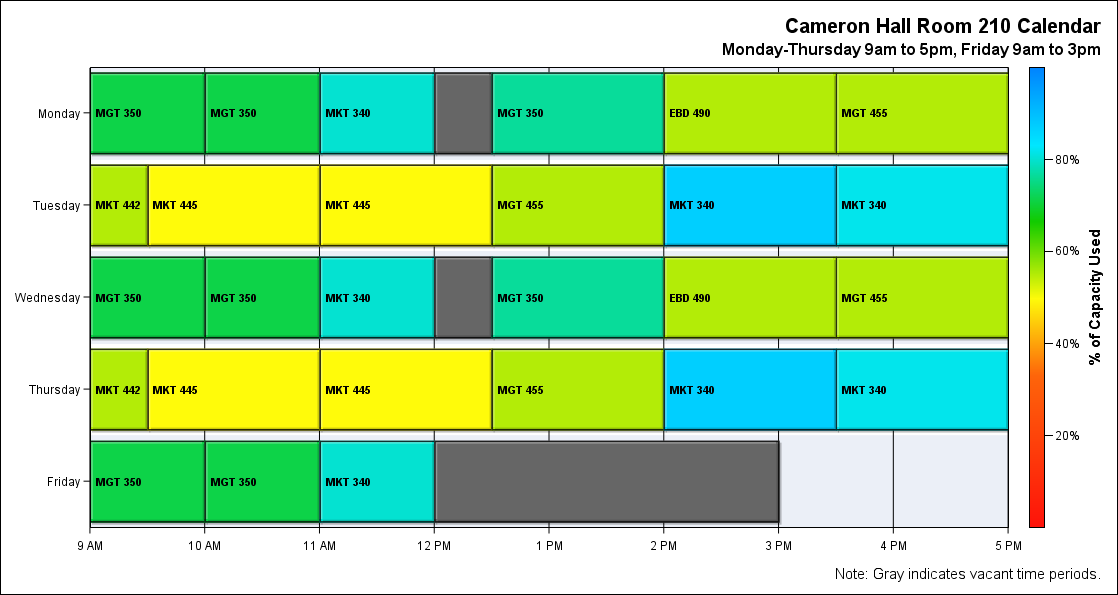 Cameron Hall Room 210 Calendar
Monday-Thursday 9am to 5pm, Friday 9am to 3pm
Monday MGT 350 MGT 350 MKT 340 MGT 350 EBD 490 MGT 455
80%
Tuesday MKT 442 MKT 445 MKT 445 MGT 455 MKT 340 MKT 340
60%
Wednesday MGT 350 MGT 350 MKT 340 MGT 350 EBD 490 MGT 455
% of Capacity Used
40%
Thursday MKT 442 MKT 445 MKT 445 MGT 455 MKT 340 MKT 340
20%
Friday MGT 350 MGT 350 MKT 340
9 AM 10 AM 11 AM 12 PM 1 PM 2 PM 3 PM 4 PM 5 PM
Note: Gray indicates vacant time periods.